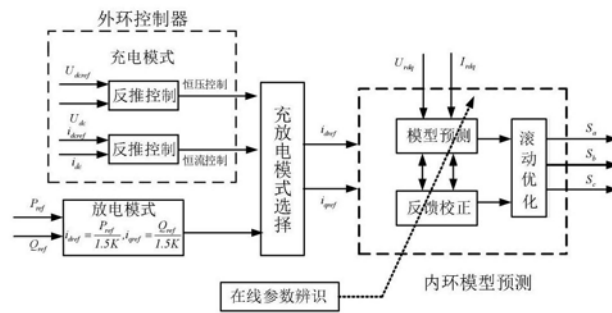 外环控制器
充电模式
U_dcref
反推控制
恒压控制
U_dc
i_dcref
反推控制
恒流控制
i_dc
P_ref
Q_ref
放电模式
i_dref = P_ref/1.5K, i_qref = Q_ref/1.5K
充放电模式选择
i_dref
i_qref
U_rdq
I_rdq
模型预测
反馈校正
滚动优化
S_a
S_b
S_c
内环模型预测
在线参数辨识